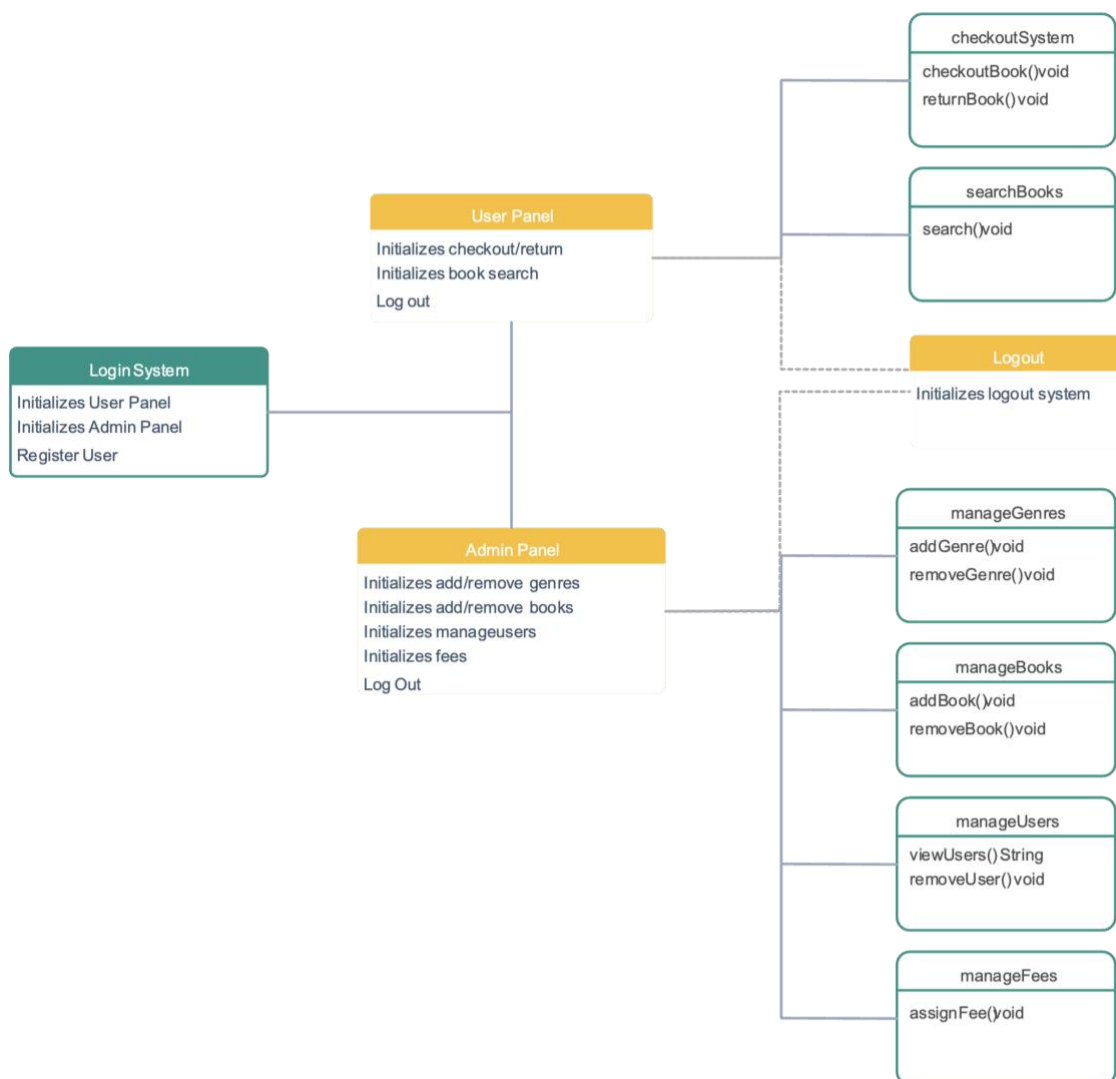 checkoutSystem
checkoutBook()void
returnBook()void
searchBooks
search()void
User Panel
Initializes checkout/return
Initializes book search
Log out
Logout
Initializes logout system
Login System
Initializes User Panel
Initializes Admin Panel
Register User
Admin Panel
Initializes add/remove genres
Initializes add/remove books
Initializes manageusers
Initializes fees
Log Out
manageGenres
addGenre()void
removeGenre()void
manageBooks
addBook()void
removeBook()void
manageUsers
viewUsers() String
removeUser() void
manageFees
assignFee()void